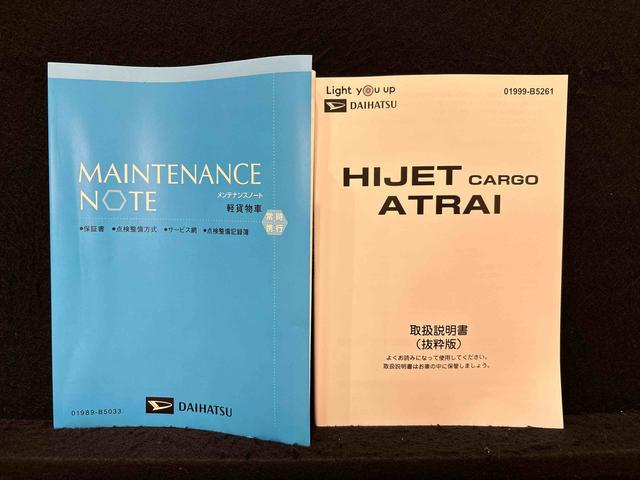 MAINTENANCE
NOTE
メンテナンスノート
軽貨物車
常時
携行
●保証書 ●点検整備方式 ●サービス網 ●点検整備記録簿
01989-B5033
DAIHATSU
Light you up
DAIHATSU
01999-B5261
HIJET CARGO
ATRAI
取扱説明書
(抜粋版)
よくお読みになって使用してください。
取扱説明書はお車の中に保管しましょう。